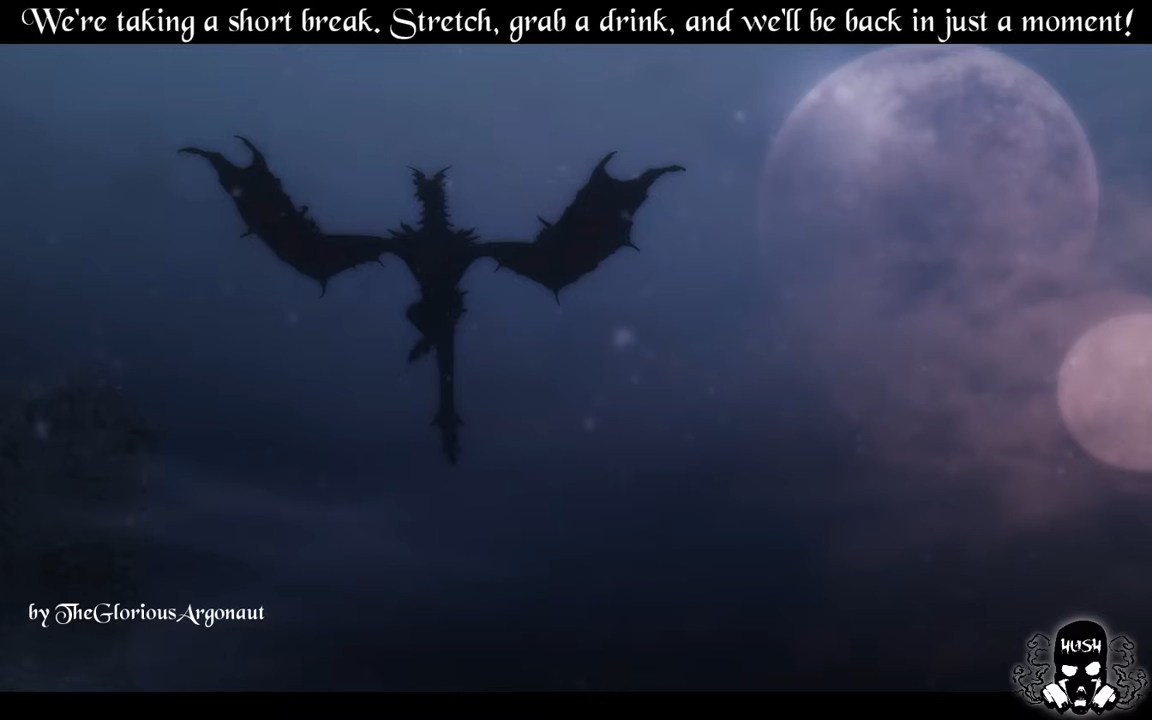 We're taking a short break. Stretch, grab a drink, and we'll be back in just a moment!
by TheGloriousArgonaut
HUSH